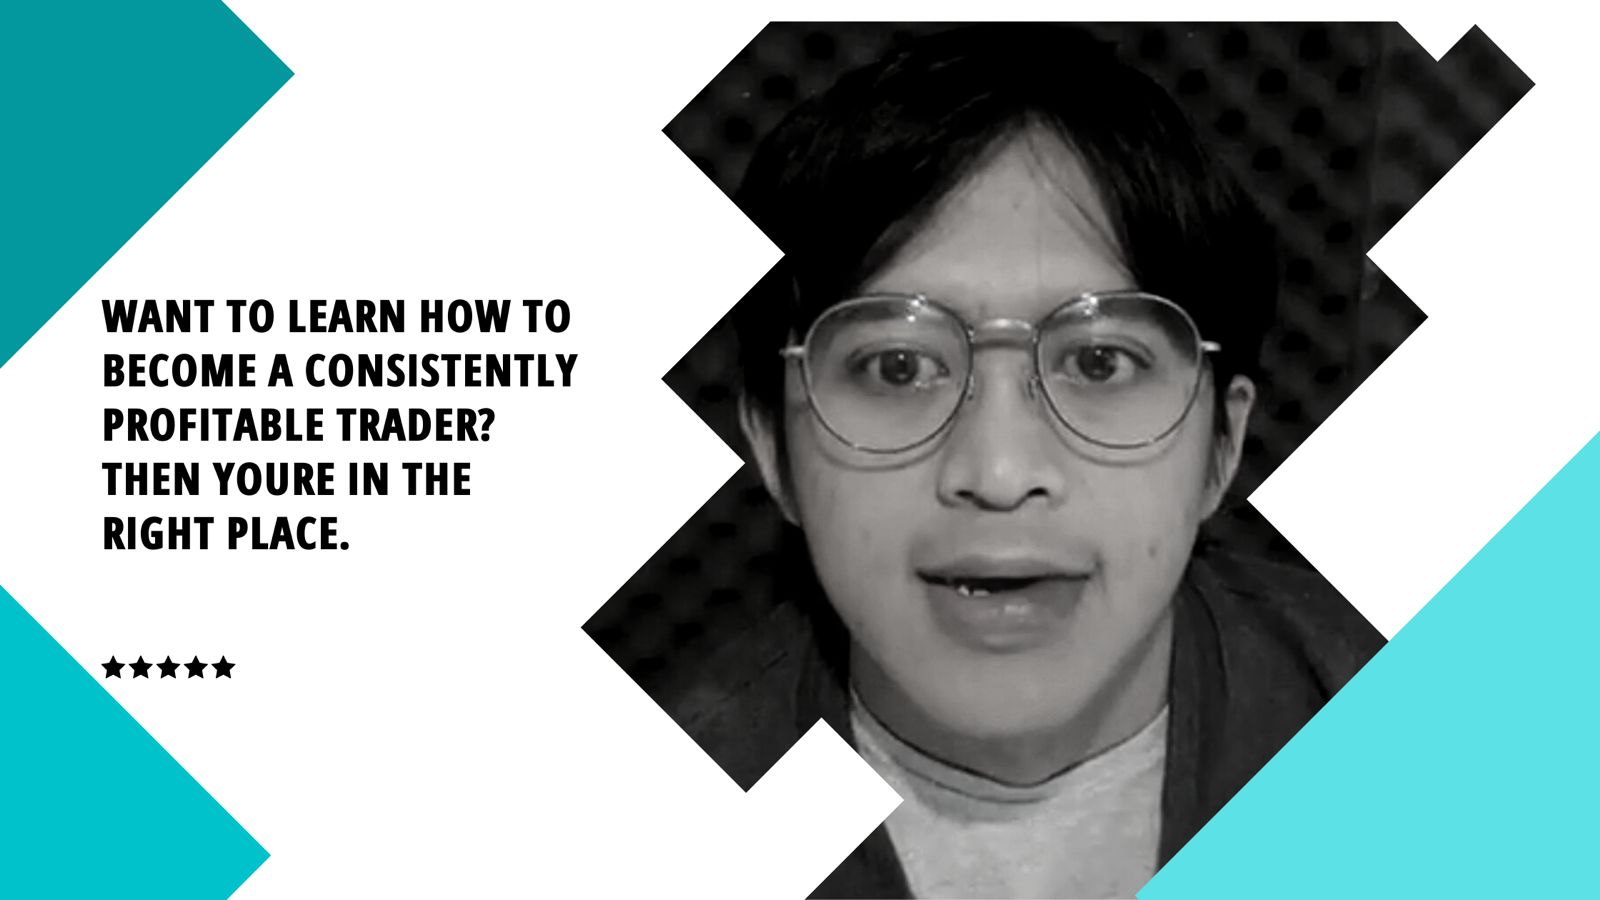 WANT TO LEARN HOW TO
BECOME A CONSISTENTLY
PROFITABLE TRADER?
THEN YOURE IN THE
RIGHT PLACE.